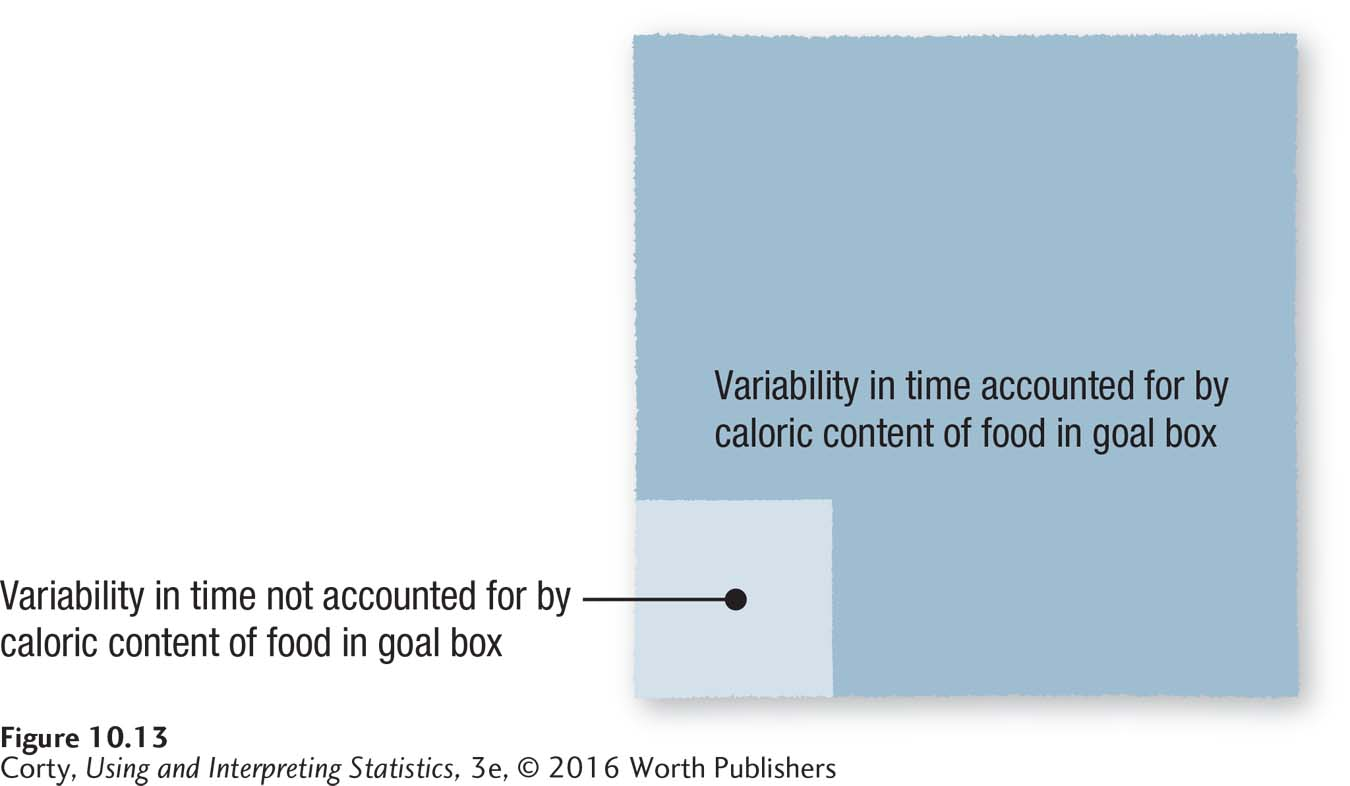 Variability in time accounted for by
caloric content of food in goal box
Variability in time not accounted for by
caloric content of food in goal box
Figure 10.13
Corty, Using and Interpreting Statistics, 3e, © 2016 Worth Publishers